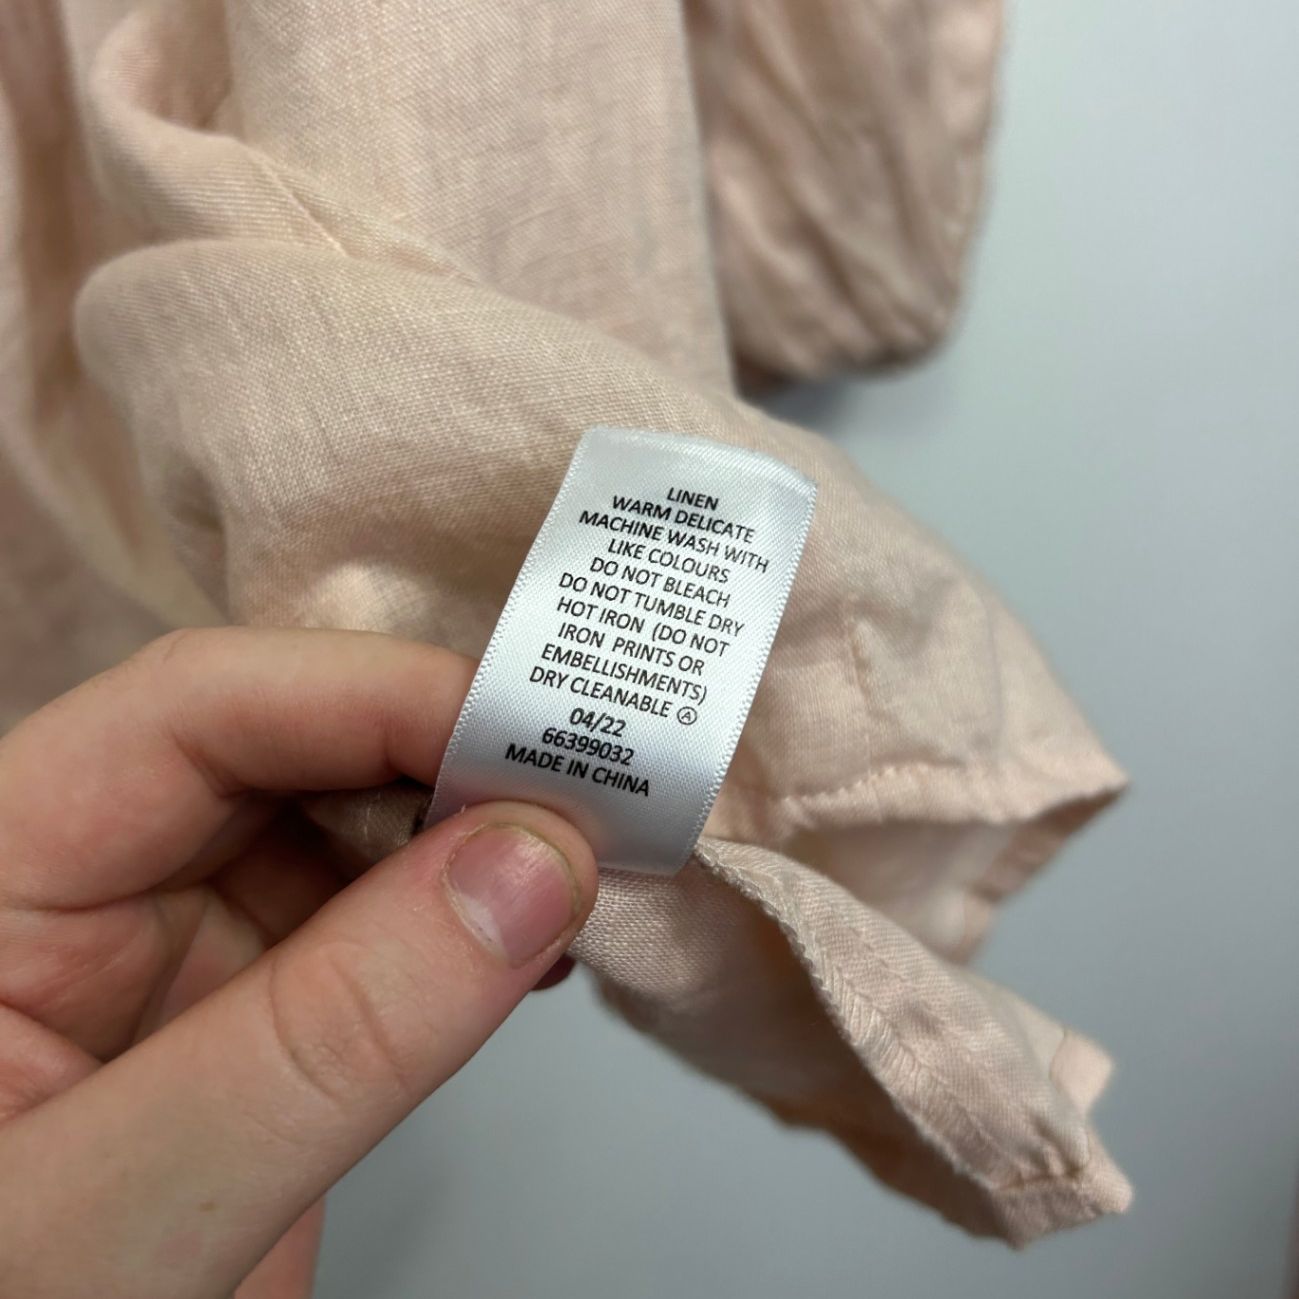 LINEN
WARM DELICATE
MACHINE WASH WITH
LIKE COLOURS
DO NOT BLEACH
DO NOT TUMBLE DRY
HOT IRON (DO NOT
IRON PRINTS OR
EMBELLISHMENTS)
DRY CLEANABLE Ⓐ
04/22
66399032
MADE IN CHINA